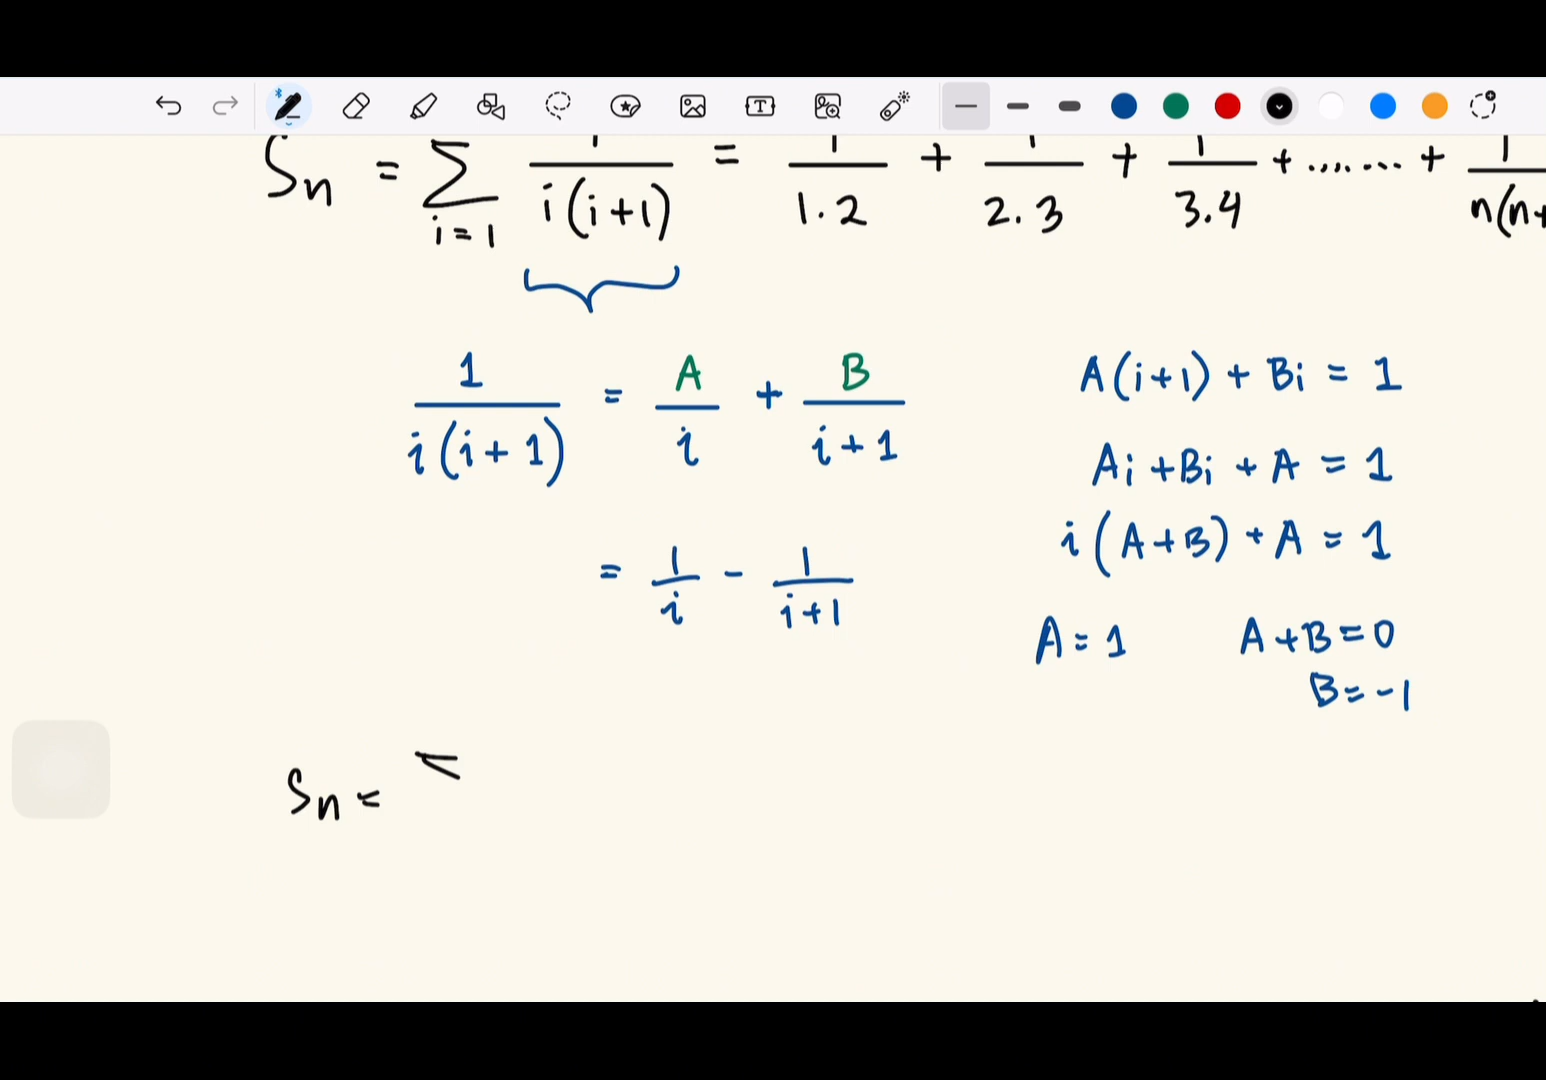 Sn = Σ i=1 1/i(i+1) = 1/1.2 + 1/2.3 + 1/3.4 + ....... + 1/n(n+
1/i(i+1) = A/i + B/i+1
= 1/i - 1/i+1
A(i+1) + Bi = 1
Ai + Bi + A = 1
i(A+B) + A = 1
A = 1 A+B=0
B = -1
Sn =